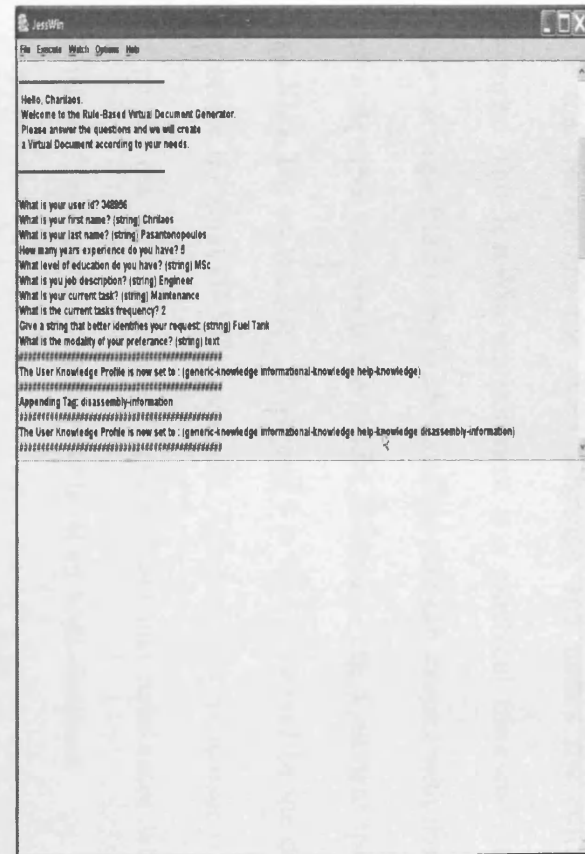 JessWin
File Execute Watch Options Help
Hello, Charilaos.
Welcome to the Rule-Based Virtual Document Generator.
Please answer the questions and we will create
a Virtual Document according to your needs.
What is your user id? 348956
What is your first name? (string) Chrilaos
What is your last name? (string) Pasantonopoulos
How many years experience do you have? 5
What level of education do you have? (string) MSc
What is you job description? (string) Engineer
What is your current task? (string) Maintenance
What is the current tasks frequency? 2
Give a string that better identifies your request: (string) Fuel Tank
What is the modality of your preferance? (string) text
############################################
The User Knowledge Profile is now set to : (generic-knowledge informational-knowledge help-knowledge)
############################################
Appending Tag: disassembly-information
############################################
The User Knowledge Profile is now set to : (generic-knowledge informational-knowledge help-knowledge disassembly-information)
############################################